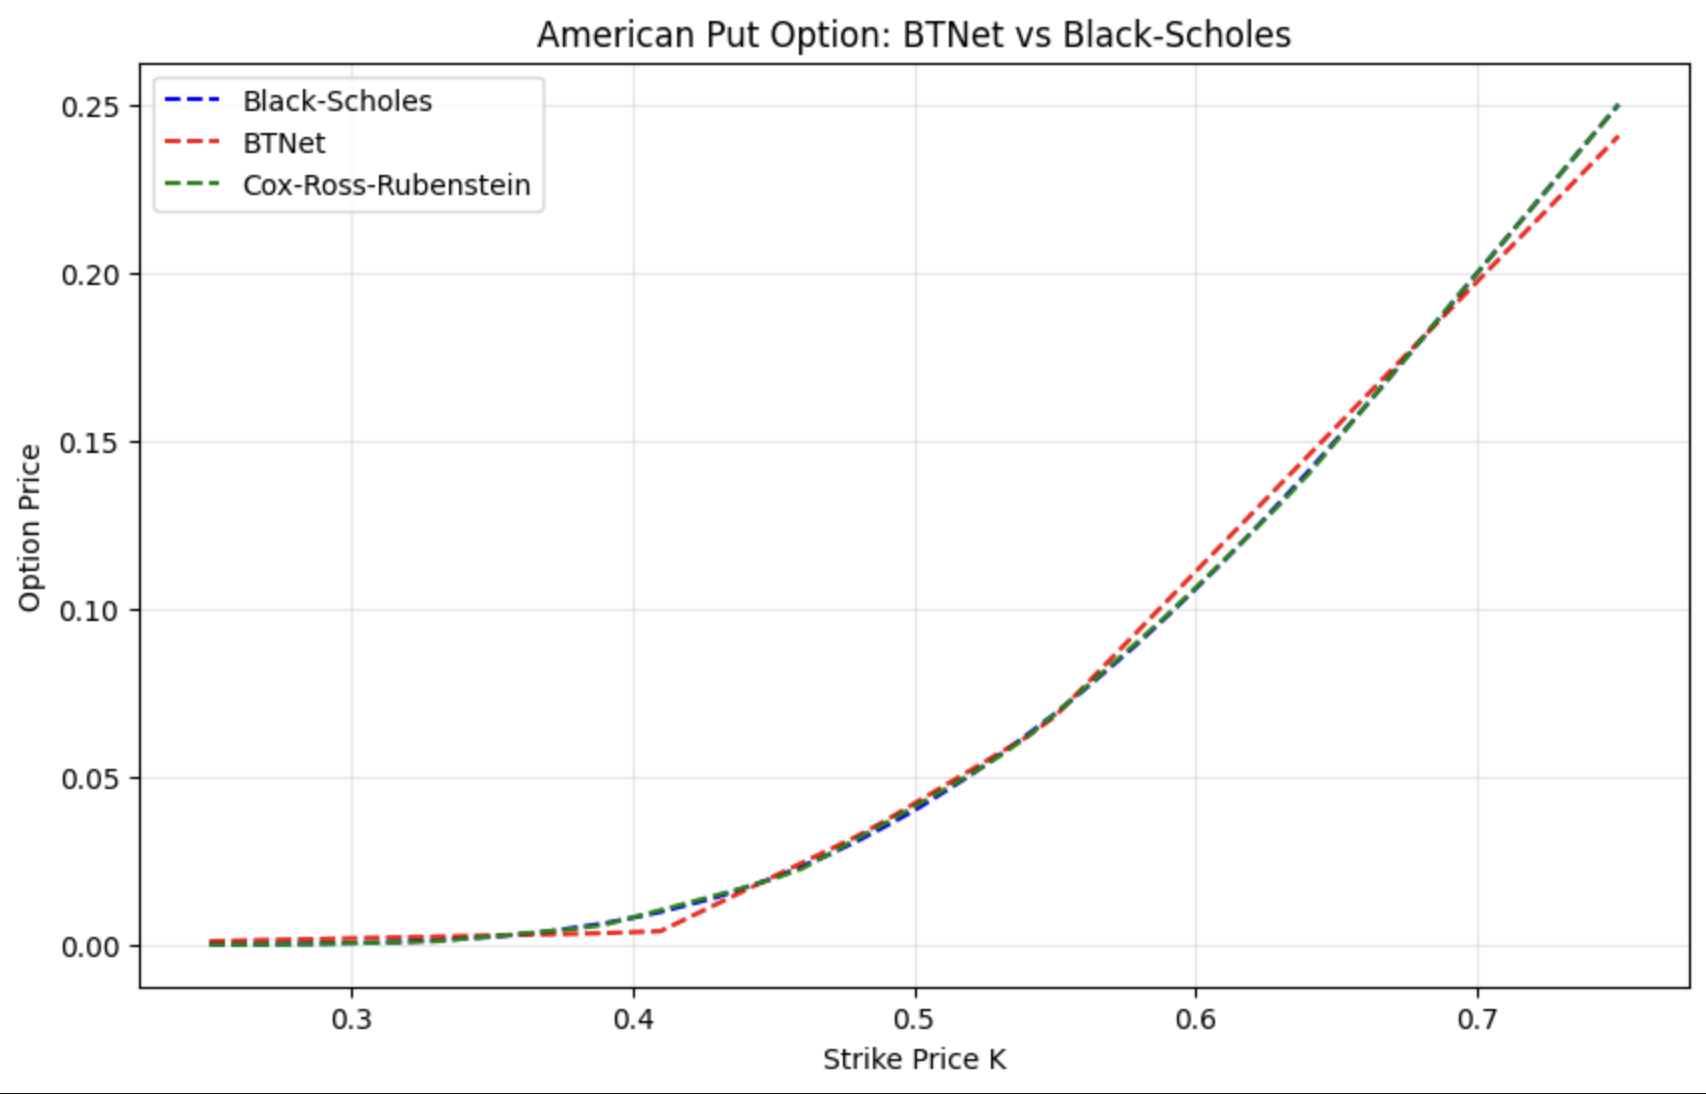 American Put Option: BTNet vs Black-Scholes
Black-Scholes
BTNet
Cox-Ross-Rubenstein
0.25
0.20
0.15
0.10
0.05
0.00
Option Price
0.3 0.4 0.5 0.6 0.7
Strike Price K